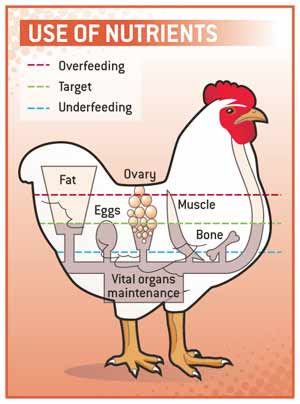 USE OF NUTRIENTS
Overfeeding
Target
Underfeeding
Ovary
Fat
Eggs
Muscle
Bone
Vital organs
maintenance